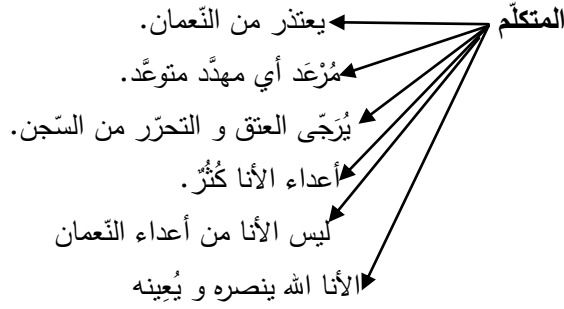 المتكلّم يعتذر من النّعمان.
مُرْعَد أي مهدَّد متوعَّد.
يُرَجّى العتق و التحرّر من السّجن.
أعداء الأنا كُثُرٌ.
ليس الأنا من أعداء النّعمان
الأنا الله ينصره و يُعِينه